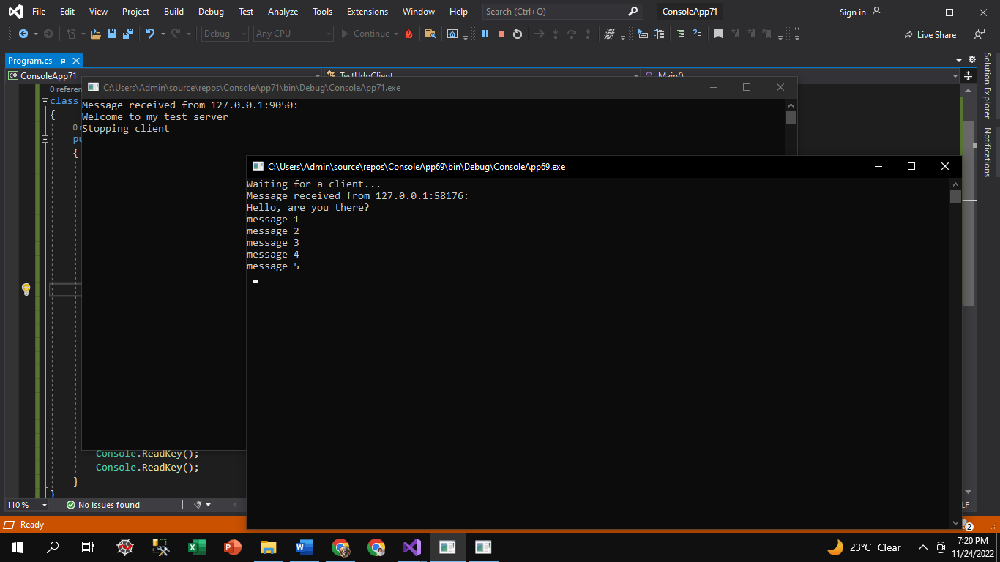 File Edit View Project Build Debug Test Analyze Tools Extensions Window Help Search (Ctrl+Q) ConsoleApp71 Sign in
Debug Any CPU Continue Live Share
Program.cs
C# ConsoleApp71 TestUdpClient Main()
C:\Users\Admin\source\repos\ConsoleApp71\bin\Debug\ConsoleApp71.exe
Message received from 127.0.0.1:9050:
Welcome to my test server
Stopping client
0 referen
class
{
0 r
pu
{
C:\Users\Admin\source\repos\ConsoleApp69\bin\Debug\ConsoleApp69.exe
Waiting for a client...
Message received from 127.0.0.1:58176:
Hello, are you there?
message 1
message 2
message 3
message 4
message 5
Console.ReadKey();
Console.ReadKey();
}
}
Solution Explorer
Notifications
110 % No issues found LF
Ready 2
23°C Clear 7:20 PM
11/24/2022